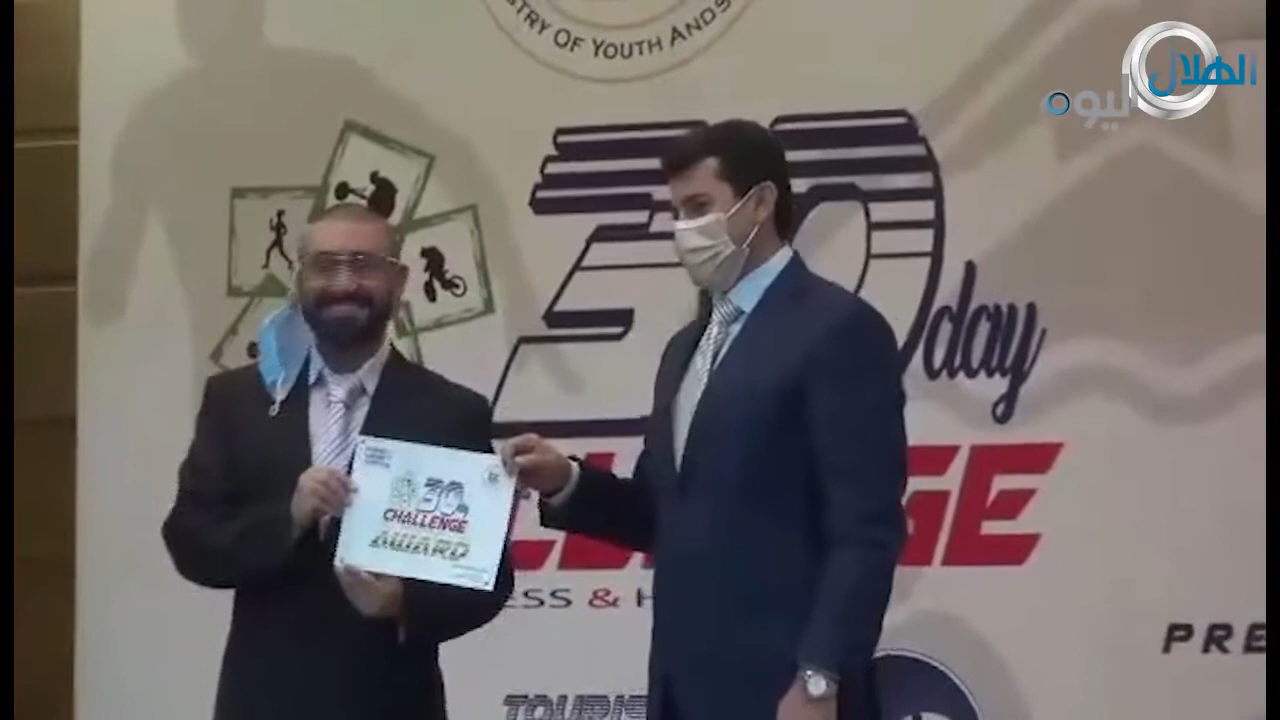 STRY OF YOUTH AND S
الهلال
اليوم
30
day
LLENGE
ESS & H
TOURIS
PRE
30
CHALLENGE
AWARD